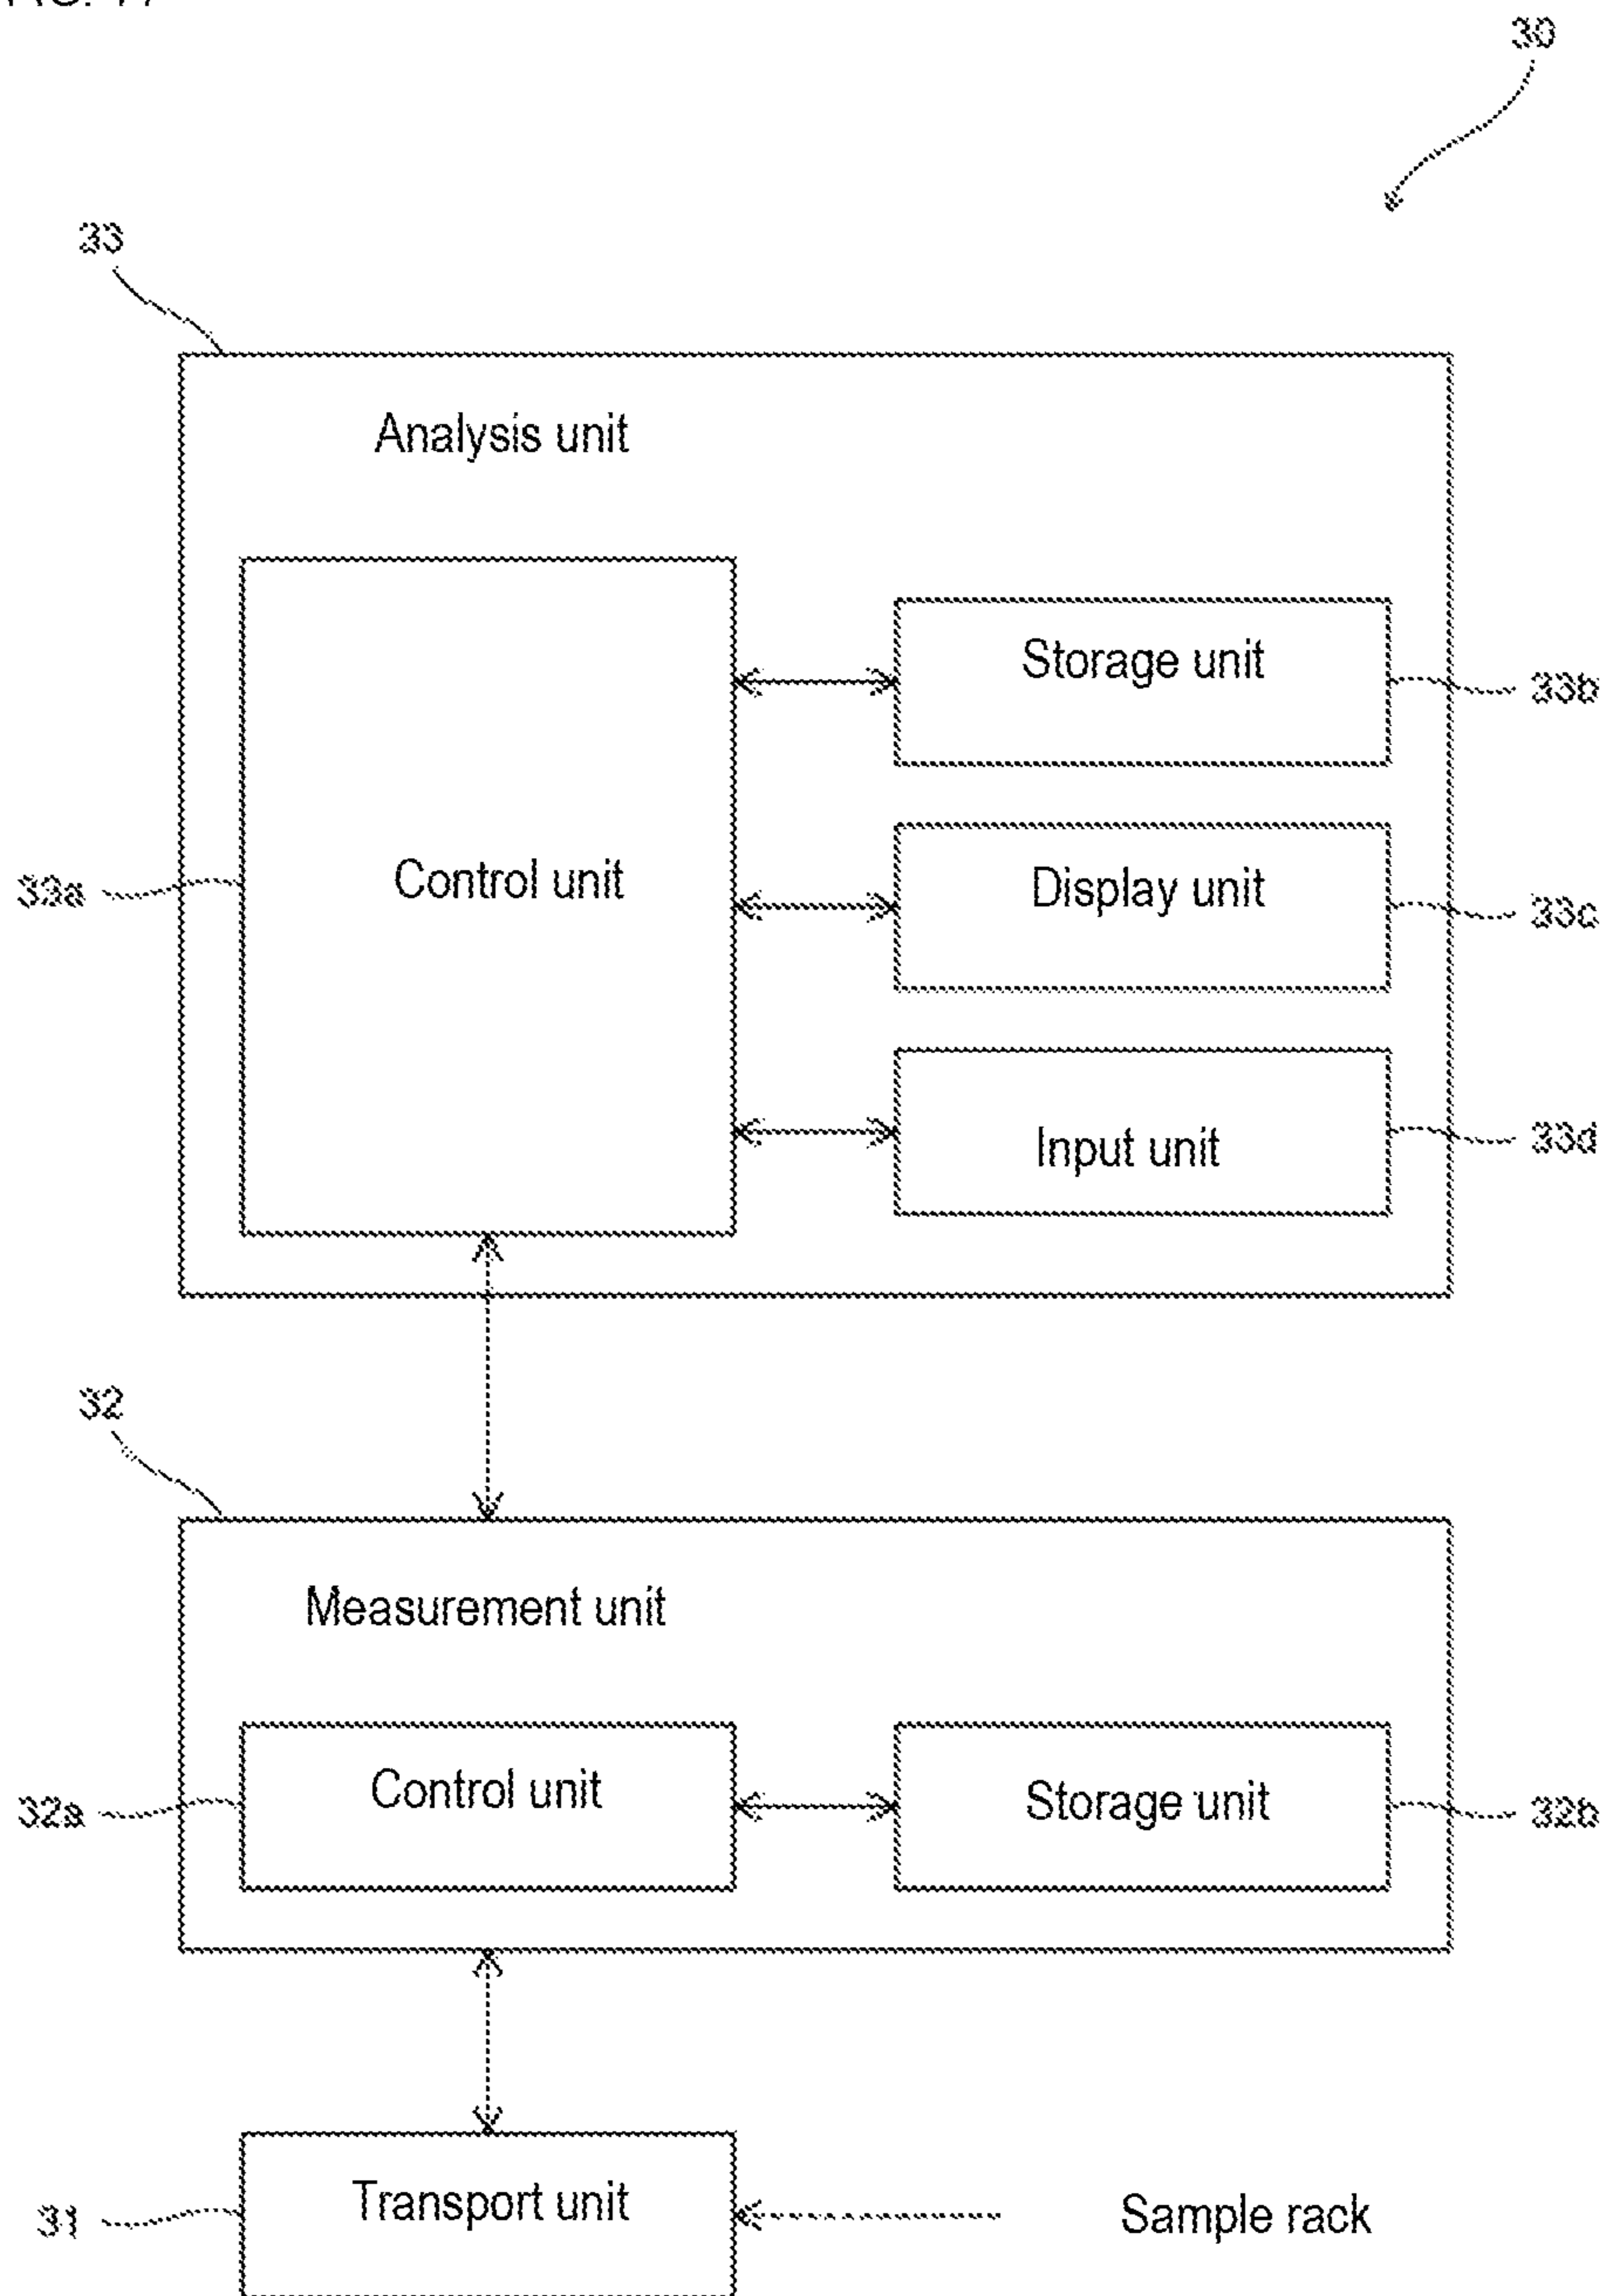 30
33
Analysis unit
Storage unit
33b
33a
Control unit
Display unit
33c
Input unit
33d
32
Measurement unit
32a
Control unit
Storage unit
32b
31
Transport unit
Sample rack